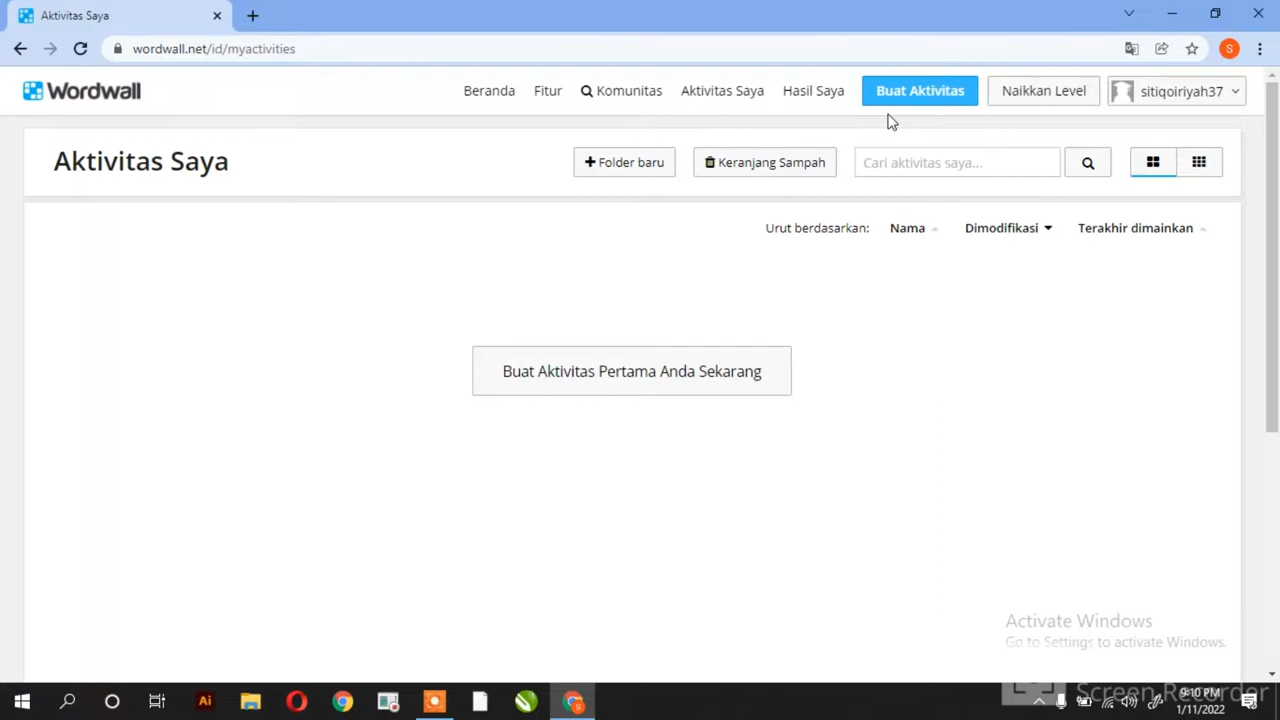 Aktivitas Saya
wordwall.net/id/myactivities
S
Wordwall
Beranda
Fitur
Komunitas
Aktivitas Saya
Hasil Saya
Buat Aktivitas
Naikkan Level
sitiqoiriyah37
Aktivitas Saya
Folder baru
Keranjang Sampah
Cari aktivitas saya...
Urut berdasarkan:
Nama
Dimodifikasi
Terakhir dimainkan
Buat Aktivitas Pertama Anda Sekarang
Activate Windows
Go to Settings to activate Windows.
Screen Recorder
Ai
S
9:10 PM
1/11/2022